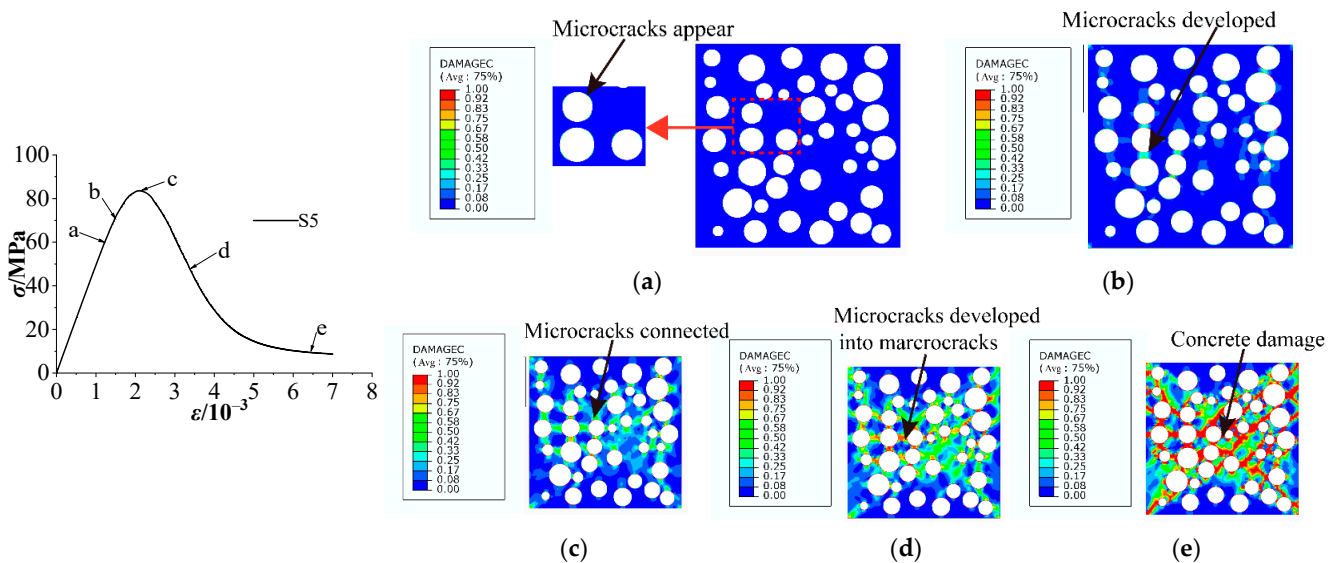 100
80
60
40
20
0
σ/MPa
0
1
2
3
4
5
6
7
8
ε/10⁻³
a
b
c
d
e
S5
Microcracks appear
DAMAGEC
(Avg: 75%)
1.00
0.92
0.83
0.75
0.67
0.58
0.50
0.42
0.33
0.25
0.17
0.08
0.00
(a)
Microcracks developed
DAMAGEC
(Avg: 75%)
1.00
0.92
0.83
0.75
0.67
0.58
0.50
0.42
0.33
0.25
0.17
0.08
0.00
(b)
Microcracks connected
DAMAGEC
(Avg: 75%)
1.00
0.92
0.83
0.75
0.67
0.58
0.50
0.42
0.33
0.25
0.17
0.08
0.00
(c)
Microcracks developed
into marcrocracks
DAMAGEC
(Avg: 75%)
1.00
0.92
0.83
0.75
0.67
0.58
0.50
0.42
0.33
0.25
0.17
0.08
0.00
(d)
Concrete damage
DAMAGEC
(Avg: 75%)
1.00
0.92
0.83
0.75
0.67
0.58
0.50
0.42
0.33
0.25
0.17
0.08
0.00
(e)